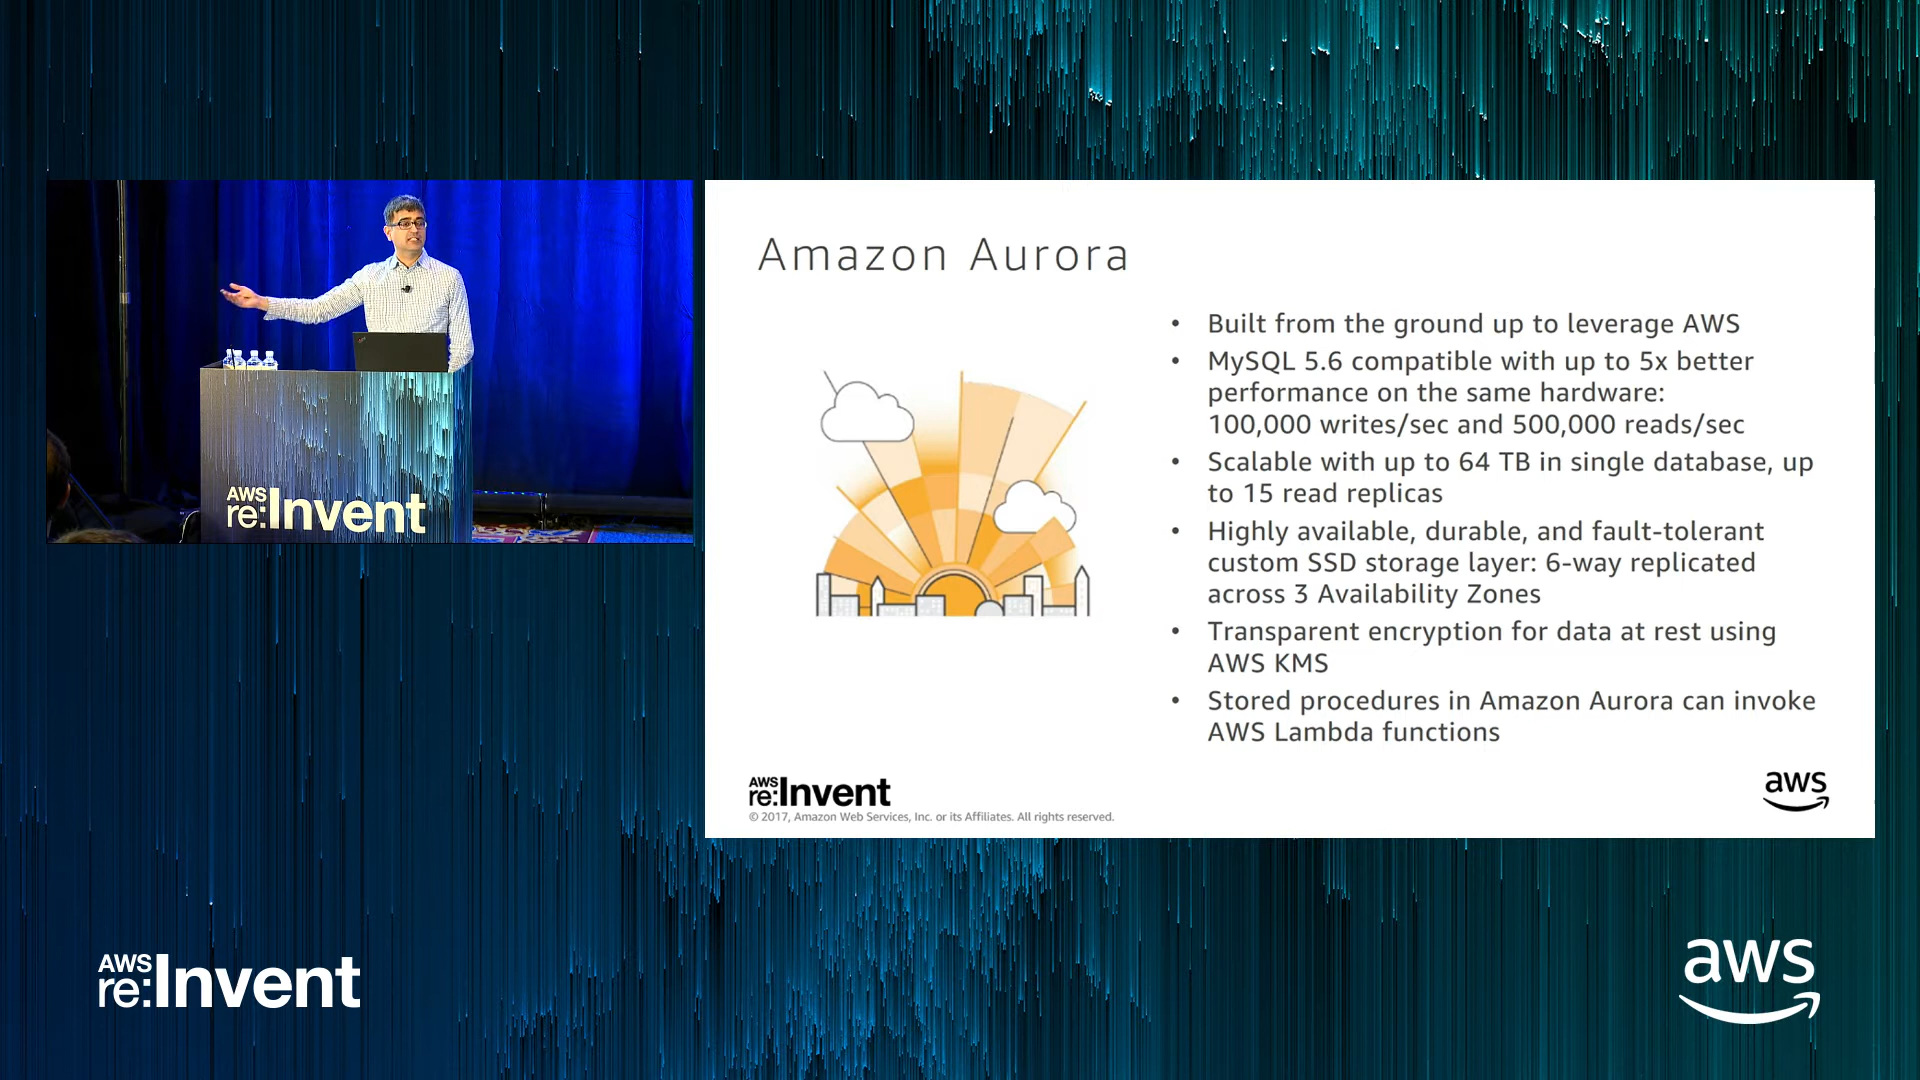 AWS
re:Invent
Amazon Aurora
• Built from the ground up to leverage AWS
• MySQL 5.6 compatible with up to 5x better
performance on the same hardware:
100,000 writes/sec and 500,000 reads/sec
• Scalable with up to 64 TB in single database, up
to 15 read replicas
• Highly available, durable, and fault-tolerant
custom SSD storage layer: 6-way replicated
across 3 Availability Zones
• Transparent encryption for data at rest using
AWS KMS
• Stored procedures in Amazon Aurora can invoke
AWS Lambda functions
AWS
re:Invent
© 2017, Amazon Web Services, Inc. or its Affiliates. All rights reserved.
aws
AWS
re:Invent
aws